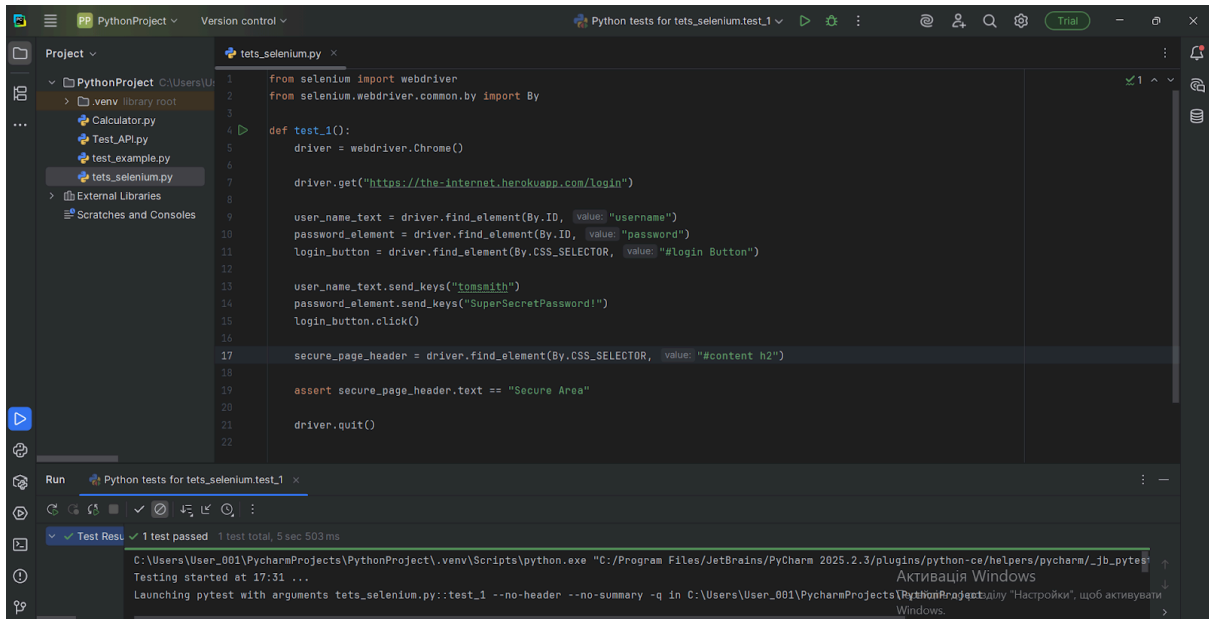 PP PythonProject Version control Python tests for tets_selenium.test_1 Trial
Project
tets_selenium.py
PythonProject C:\Users\U
.venv library root
Calculator.py
Test_API.py
test_example.py
tets_selenium.py
External Libraries
Scratches and Consoles
1 from selenium import webdriver
2 from selenium.webdriver.common.by import By
3
4 def test_1():
5 driver = webdriver.Chrome()
6
7 driver.get("https://the-internet.herokuapp.com/login")
8
9 user_name_text = driver.find_element(By.ID, value: "username")
10 password_element = driver.find_element(By.ID, value: "password")
11 login_button = driver.find_element(By.CSS_SELECTOR, value: "#login Button")
12
13 user_name_text.send_keys("tomsmith")
14 password_element.send_keys("SuperSecretPassword!")
15 login_button.click()
16
17 secure_page_header = driver.find_element(By.CSS_SELECTOR, value: "#content h2")
18
19 assert secure_page_header.text == "Secure Area"
20
21 driver.quit()
22
1
Run Python tests for tets_selenium.test_1
Test Resu
1 test passed 1 test total, 5 sec 503 ms
C:\Users\User_001\PycharmProjects\PythonProject\.venv\Scripts\python.exe "C:/Program Files/JetBrains/PyCharm 2025.2.3/plugins/python-ce/helpers/pycharm/_jb_pytes
Testing started at 17:31 ...
Launching pytest with arguments tets_selenium.py::test_1 --no-header --no-summary -q in C:\Users\User_001\PycharmProjects\PythonProject
Активація Windows
розділу "Настройки", щоб активувати
Windows.